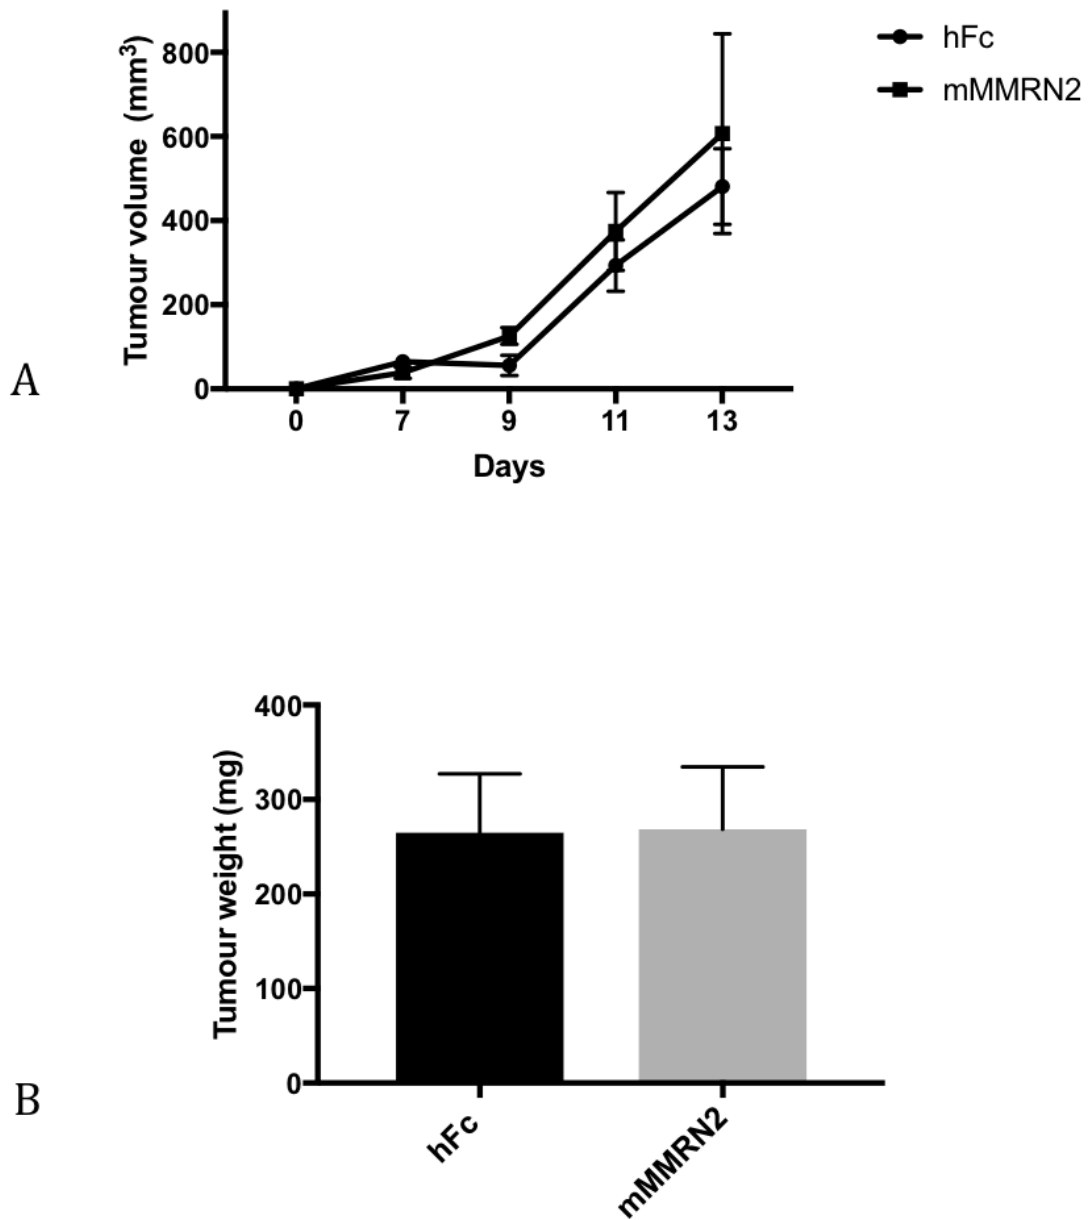 hFc
mMMRN2
Tumour volume (mm³)
800
600
400
200
0
0 7 9 11 13
Days
A
400
300
200
100
0
Tumour weight (mg)
hFc
mMMRN2
B